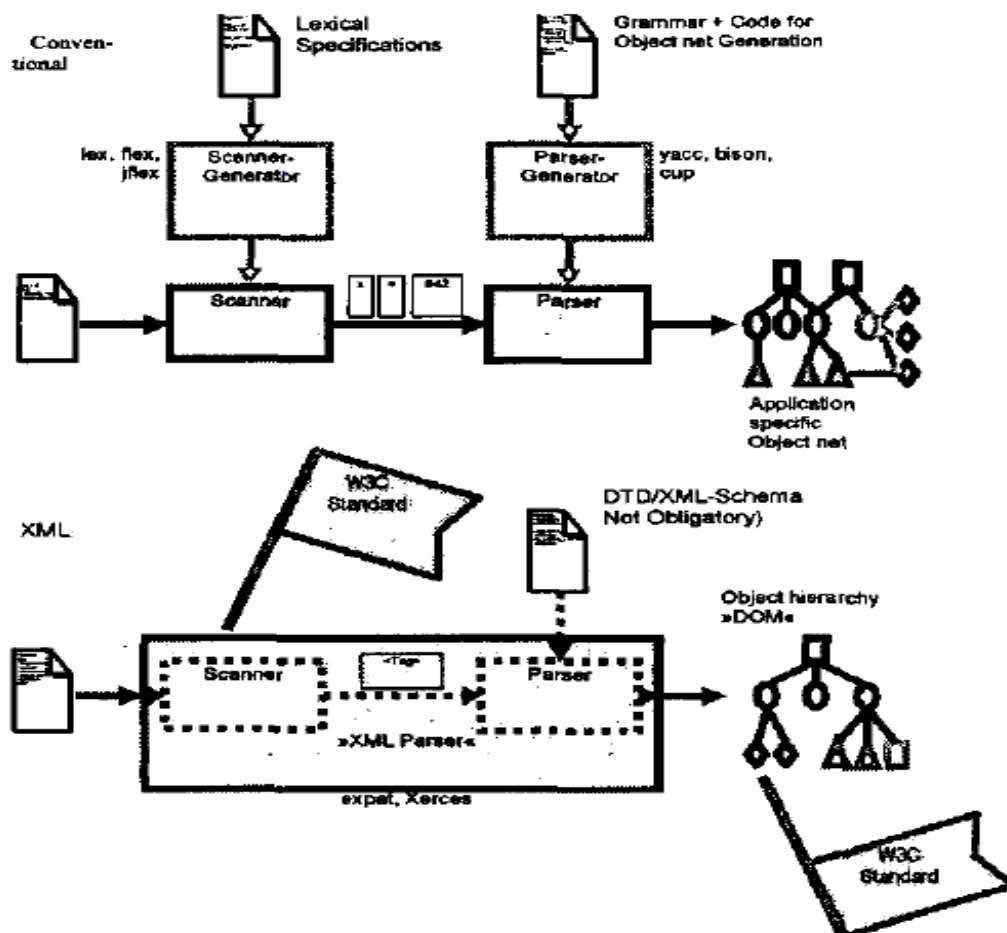 Conven-
tional
Lexical
Specifications
Grammar + Code for
Object net Generation
lex, flex,
jflex
Scanner-
Generator
Parser-
Generator
yacc, bison,
cup
Scanner
Parser
Application
specific
Object net
XML
W3C
Standard
DTD/XML-Schema
Not Obligatory)
Object hierarchy
»DOM«
Scanner
<Tag>
Parser
»XML Parser«
expat, Xerces
W3C
Standard